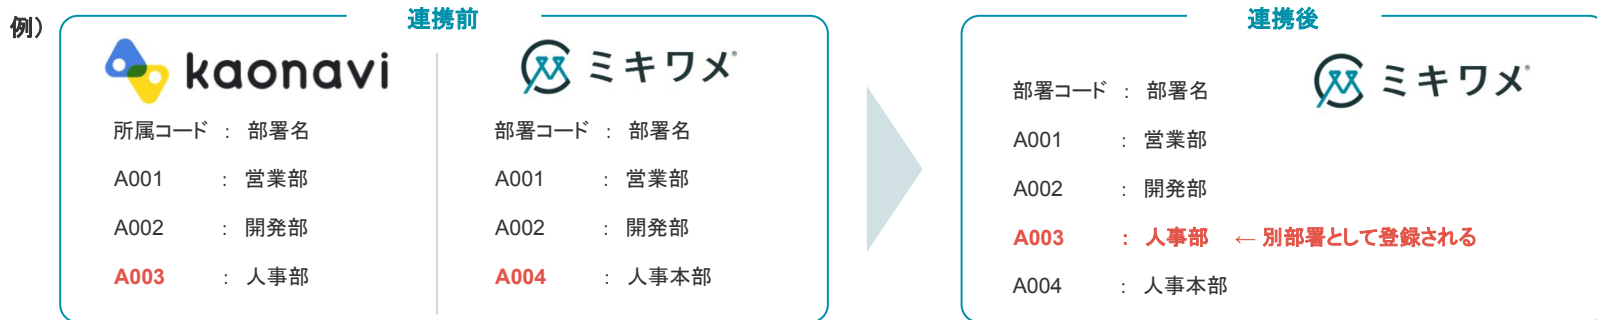 例）
連携前
kaonavi
所属コード ： 部署名
A001 ： 営業部
A002 ： 開発部
A003 ： 人事部
ミキワメ
部署コード ： 部署名
A001 ： 営業部
A002 ： 開発部
A004 ： 人事本部
連携後
ミキワメ
部署コード ： 部署名
A001 ： 営業部
A002 ： 開発部
A003 ： 人事部 ← 別部署として登録される
A004 ： 人事本部